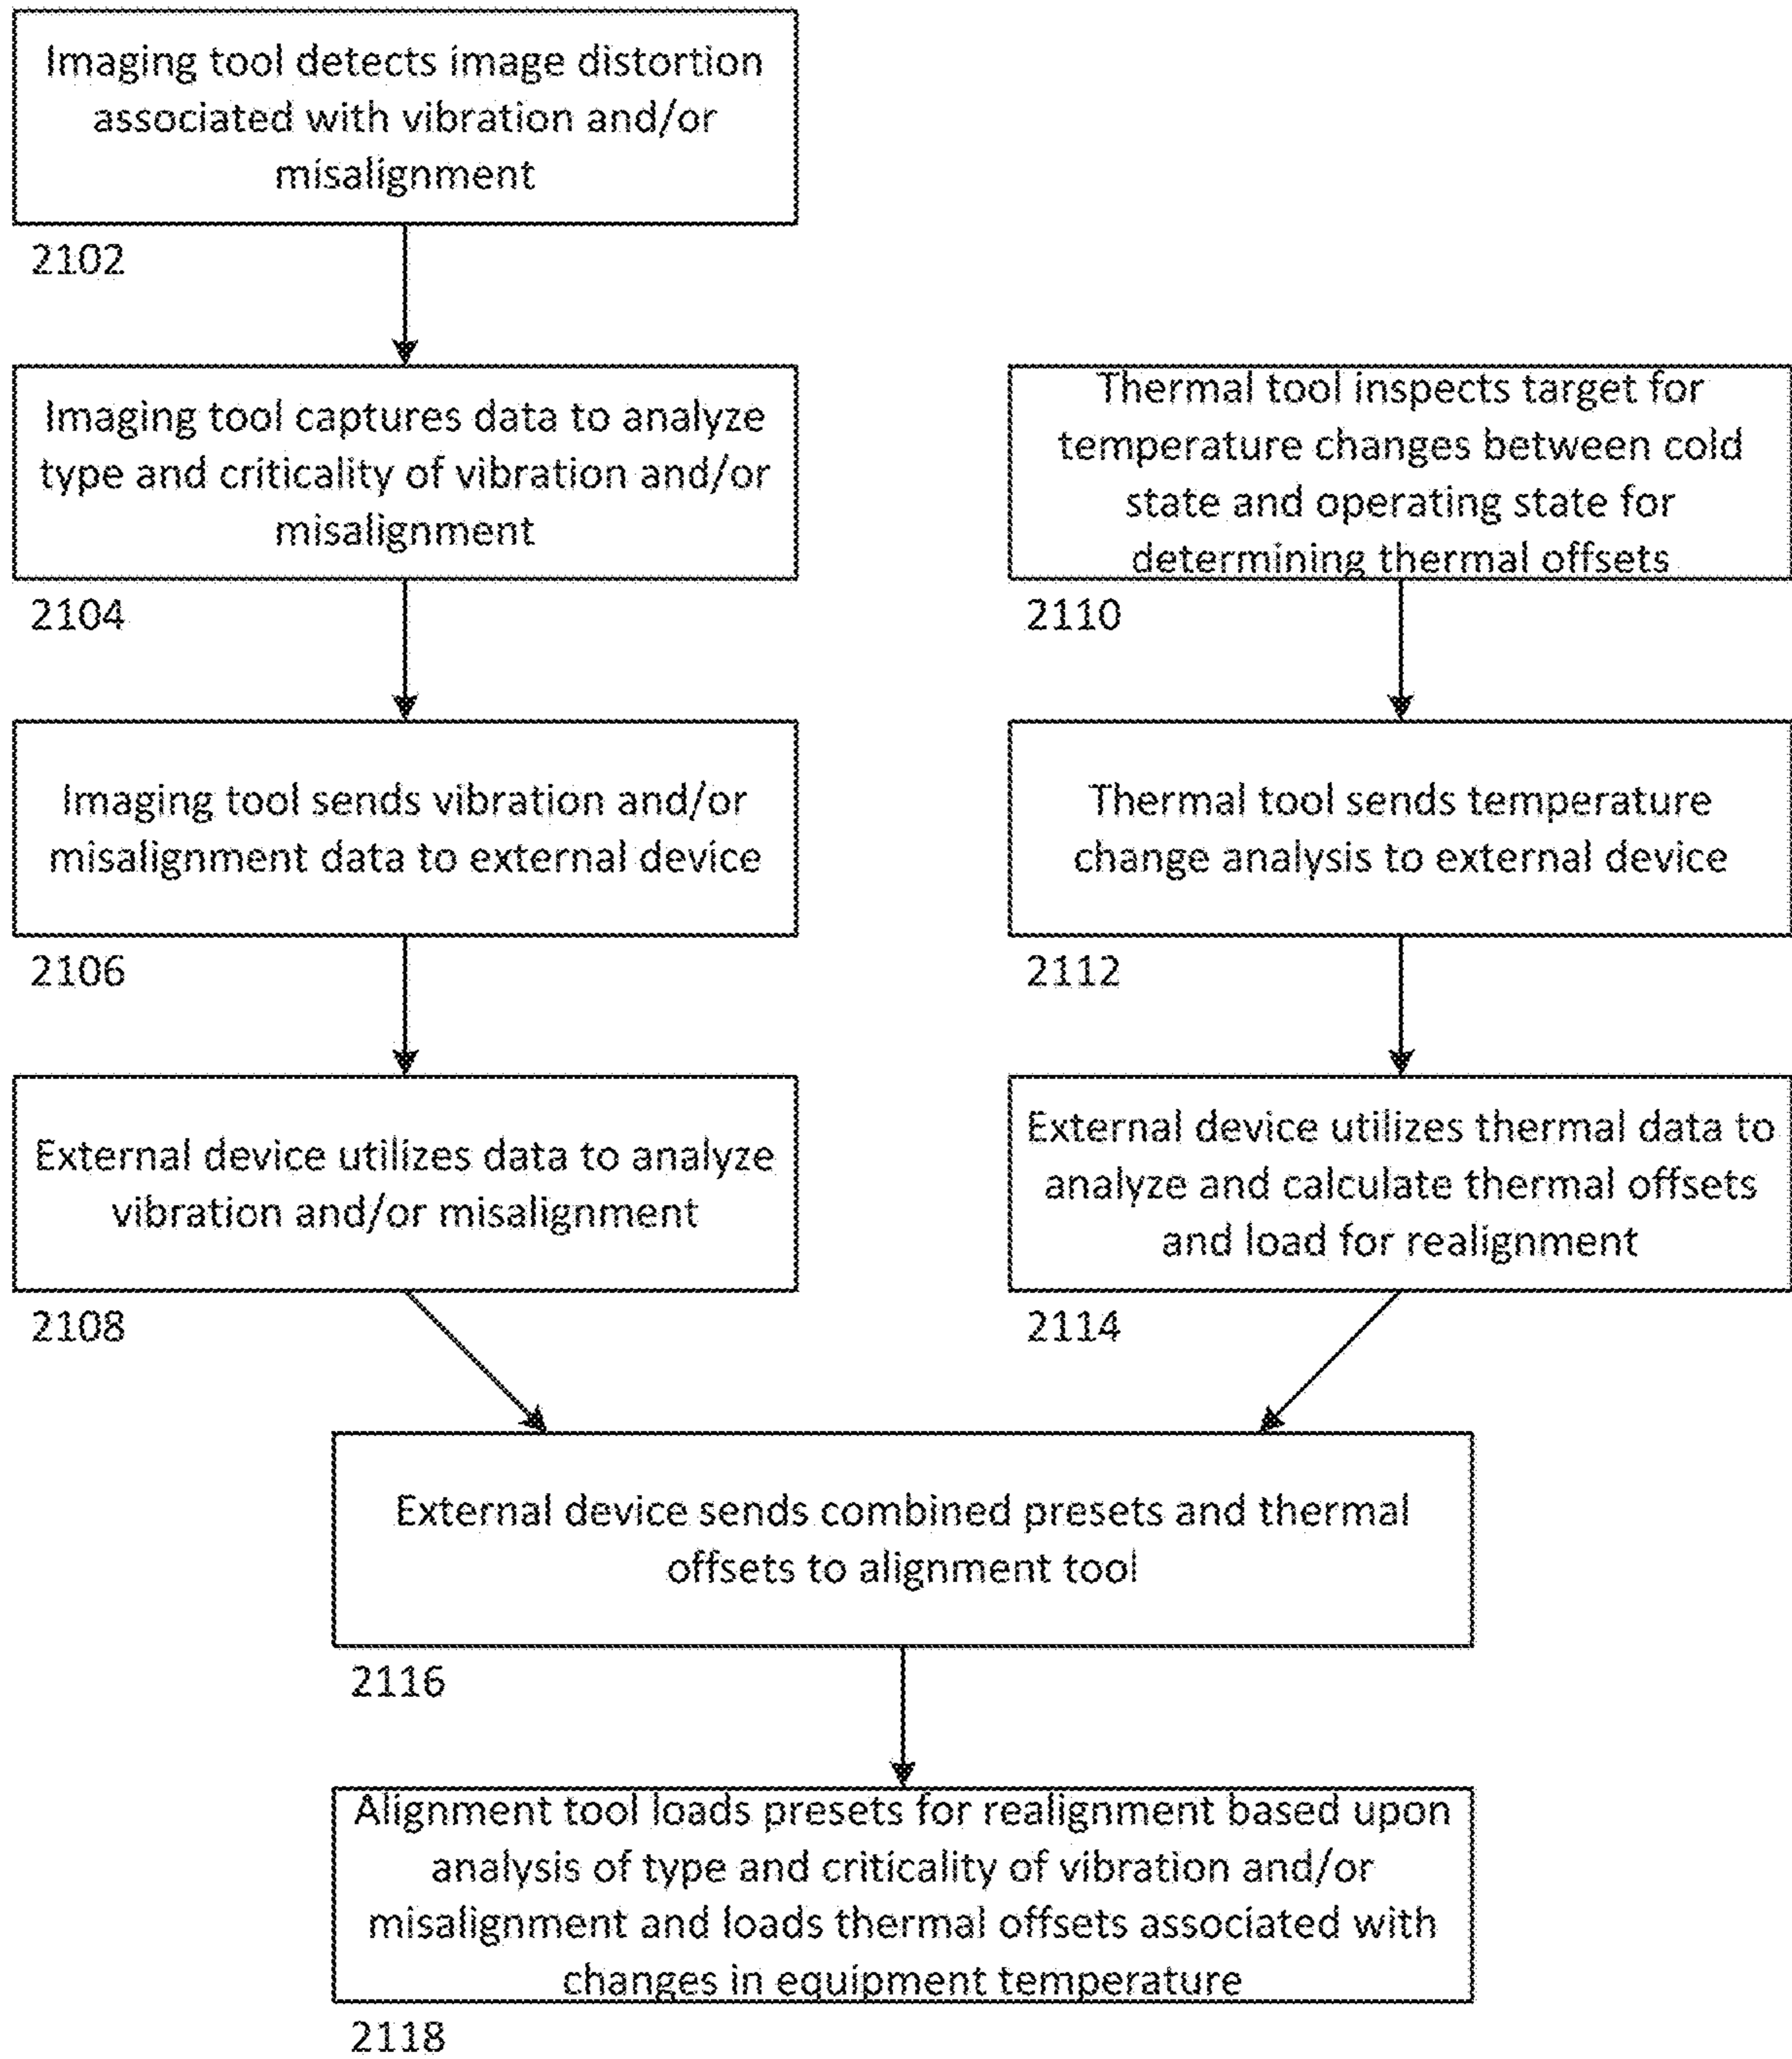 Imaging tool detects image distortion
associated with vibration and/or
misalignment
2102
Imaging tool captures data to analyze
type and criticality of vibration and/or
misalignment
2104
Imaging tool sends vibration and/or
misalignment data to external device
2106
External device utilizes data to analyze
vibration and/or misalignment
2108
Thermal tool inspects target for
temperature changes between cold
state and operating state for
determining thermal offsets
2110
Thermal tool sends temperature
change analysis to external device
2112
External device utilizes thermal data to
analyze and calculate thermal offsets
and load for realignment
2114
External device sends combined presets and thermal
offsets to alignment tool
2116
Alignment tool loads presets for realignment based upon
analysis of type and criticality of vibration and/or
misalignment and loads thermal offsets associated with
changes in equipment temperature
2118